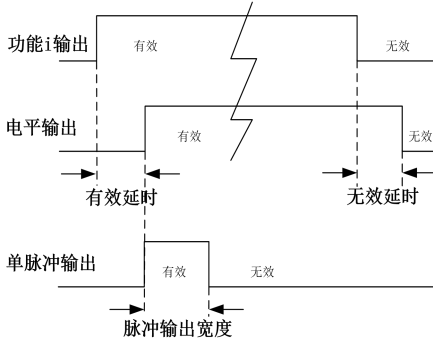 功能i输出
有效
无效
电平输出
有效
无效
有效延时
无效延时
单脉冲输出
有效
无效
脉冲输出宽度